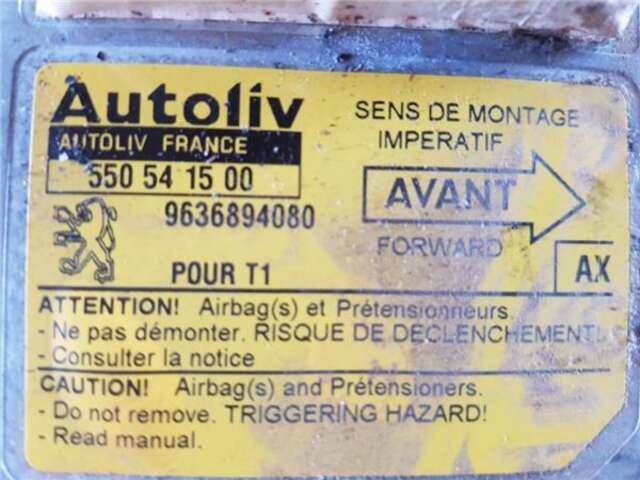 Autoliv
AUTOLIV FRANCE
550 54 15 00
9636894080
POUR T1
SENS DE MONTAGE
IMPERATIF
AVANT
FORWARD
AX
ATTENTION! Airbag(s) et Prétensionneurs
- Ne pas démonter. RISQUE DE DECLENCHEMENT!
- Consulter la notice
CAUTION! Airbag(s) and Prétensioners.
- Do not remove. TRIGGERING HAZARD!
- Read manual.